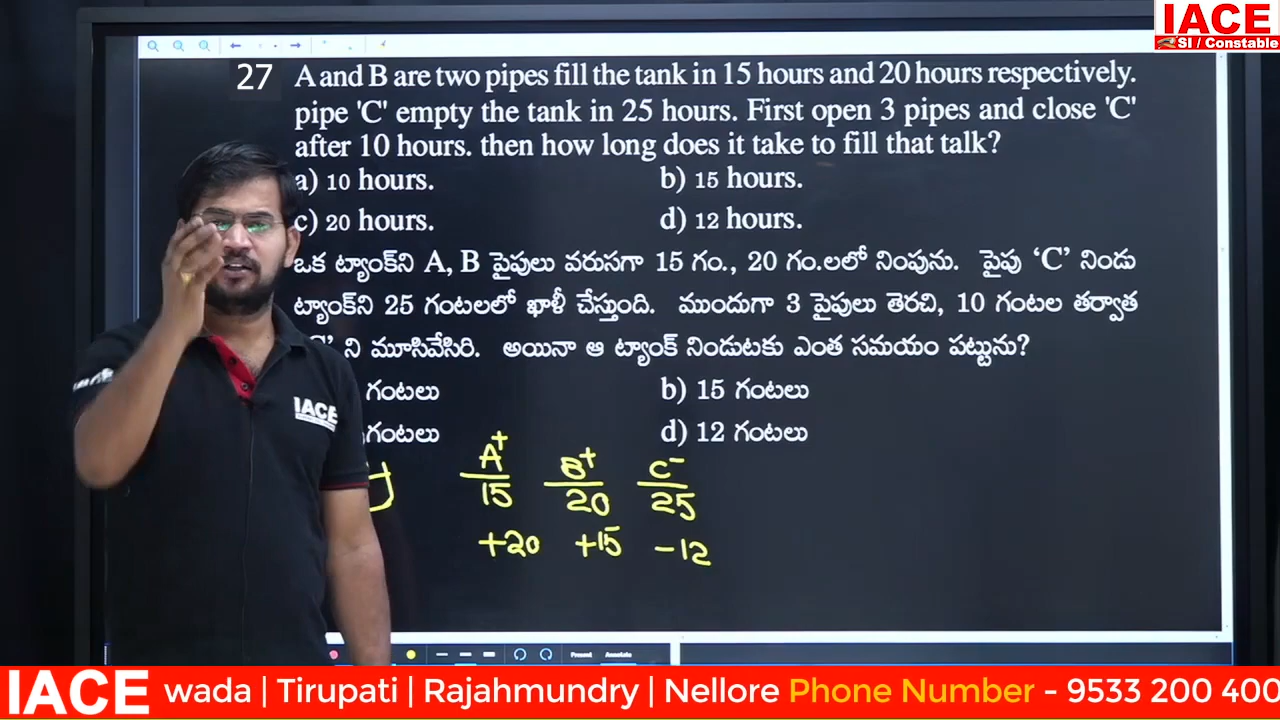 IACE
SI / Constable
27 A and B are two pipes fill the tank in 15 hours and 20 hours respectively.
pipe 'C' empty the tank in 25 hours. First open 3 pipes and close 'C'
after 10 hours. then how long does it take to fill that talk?
a) 10 hours. b) 15 hours.
c) 20 hours. d) 12 hours.
ఒక ట్యాంక్‌ని A, B పైపులు వరుసగా 15 గం., 20 గం.లలో నింపును. పైపు ‘C’ నిండు
ట్యాంక్‌ని 25 గంటలలో ఖాళీ చేస్తుంది. ముందుగా 3 పైపులు తెరచి, 10 గంటల తర్వాత
‘C’ ని మూసివేసిరి. అయినా ఆ ట్యాంక్ నిండుటకు ఎంత సమయం పట్టును?
గంటలు b) 15 గంటలు
గంటలు d) 12 గంటలు
A+ B+ C-
15 20 25
+20 +15 -12
IACE
Present Annotate
IACE wada | Tirupati | Rajahmundry | Nellore Phone Number - 9533 200 400